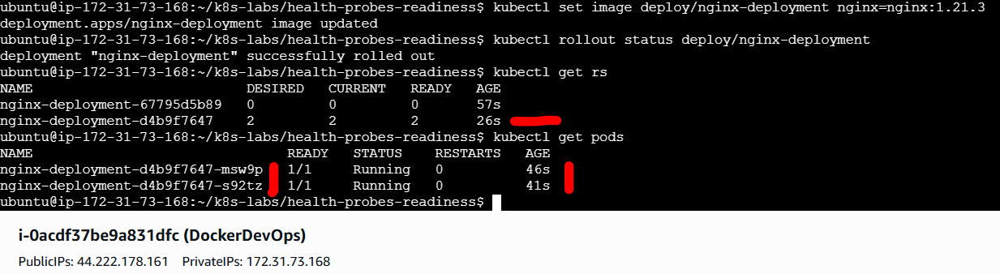 ubuntu@ip-172-31-73-168:~/k8s-labs/health-probes-readiness$ kubectl set image deploy/nginx-deployment nginx=nginx:1.21.3
deployment.apps/nginx-deployment image updated
ubuntu@ip-172-31-73-168:~/k8s-labs/health-probes-readiness$ kubectl rollout status deploy/nginx-deployment
deployment "nginx-deployment" successfully rolled out
ubuntu@ip-172-31-73-168:~/k8s-labs/health-probes-readiness$ kubectl get rs
NAME DESIRED CURRENT READY AGE
nginx-deployment-67795d5b89 0 0 0 57s
nginx-deployment-d4b9f7647 2 2 2 26s
ubuntu@ip-172-31-73-168:~/k8s-labs/health-probes-readiness$ kubectl get pods
NAME READY STATUS RESTARTS AGE
nginx-deployment-d4b9f7647-msw9p 1/1 Running 0 46s
nginx-deployment-d4b9f7647-s92tz 1/1 Running 0 41s
ubuntu@ip-172-31-73-168:~/k8s-labs/health-probes-readiness$
i-0acdf37be9a831dfc (DockerDevOps)
PublicIPs: 44.222.178.161 PrivateIPs: 172.31.73.168